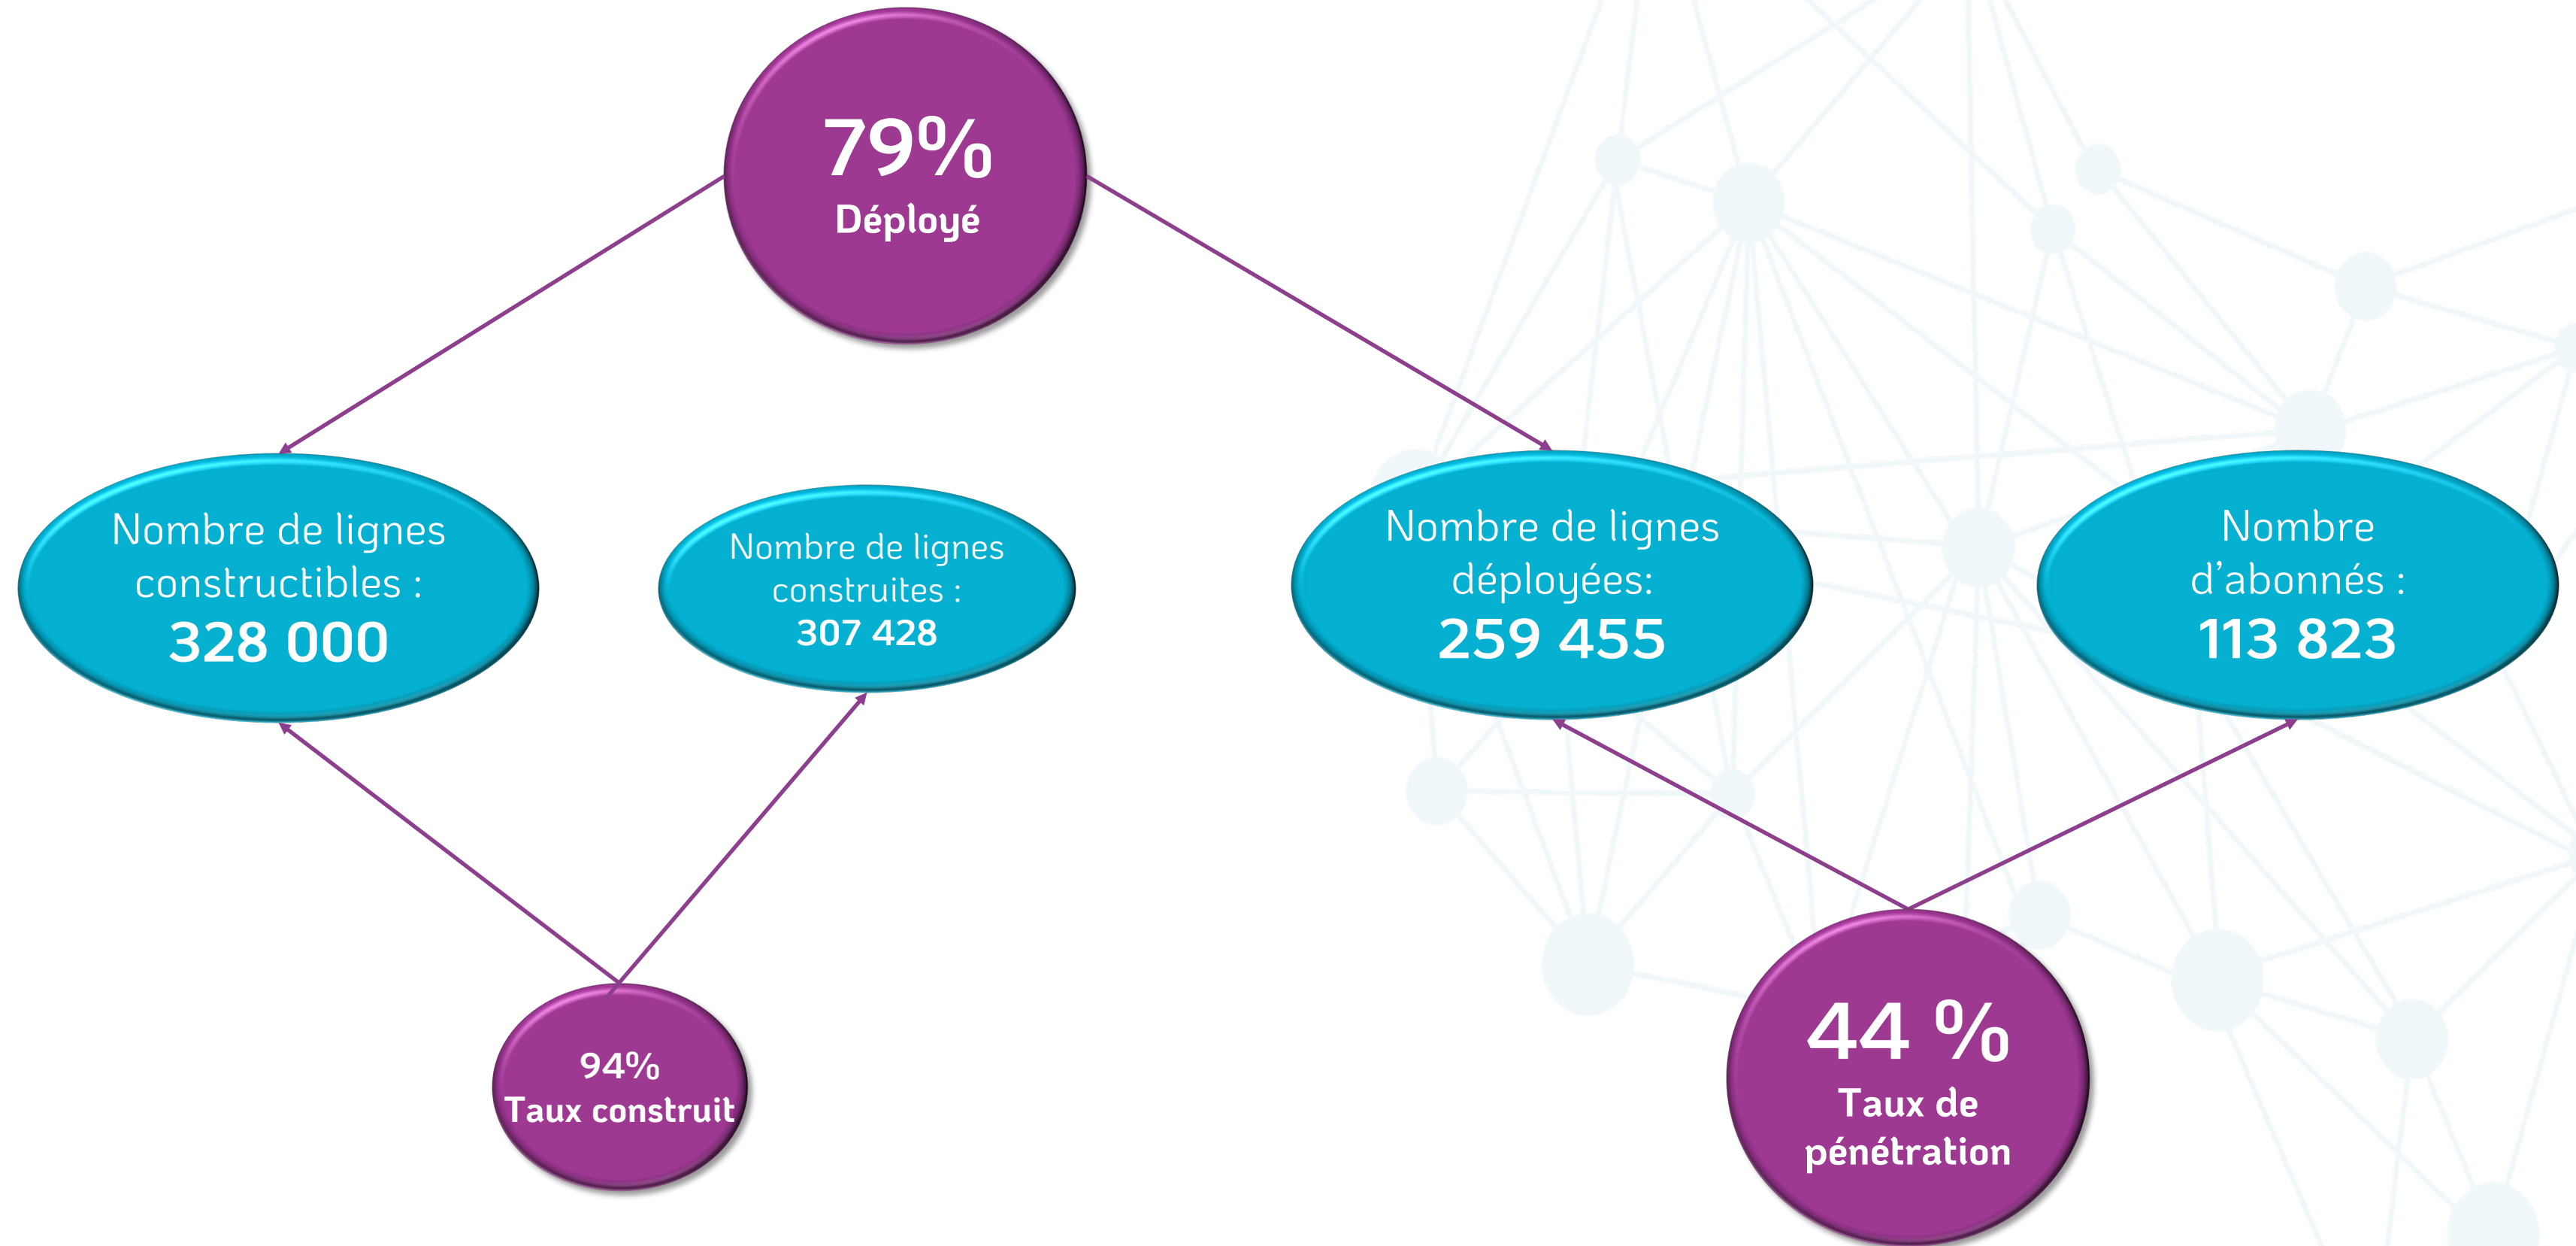 79%
Déployé
Nombre de lignes
constructibles :
328 000
Nombre de lignes
construites :
307 428
Nombre de lignes
déployées:
259 455
Nombre
d’abonnés :
113 823
94%
Taux construit
44 %
Taux de
pénétration